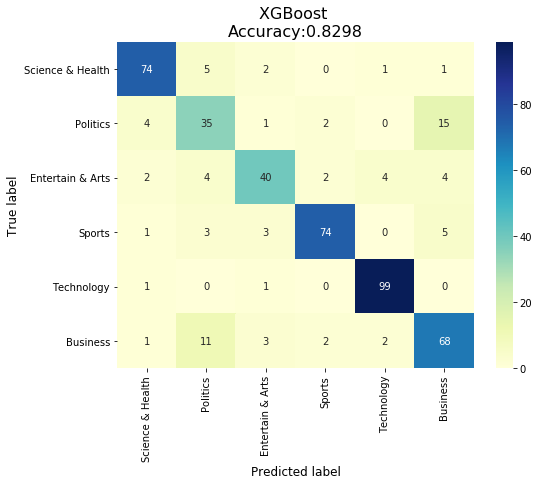 XGBoost
Accuracy:0.8298
Science & Health 74 5 2 0 1 1
Politics 4 35 1 2 0 15
Entertain & Arts 2 4 40 2 4 4
Sports 1 3 3 74 0 5
Technology 1 0 1 0 99 0
Business 1 11 3 2 2 68
True label
Science & Health
Politics
Entertain & Arts
Sports
Technology
Business
Predicted label
80
60
40
20
0